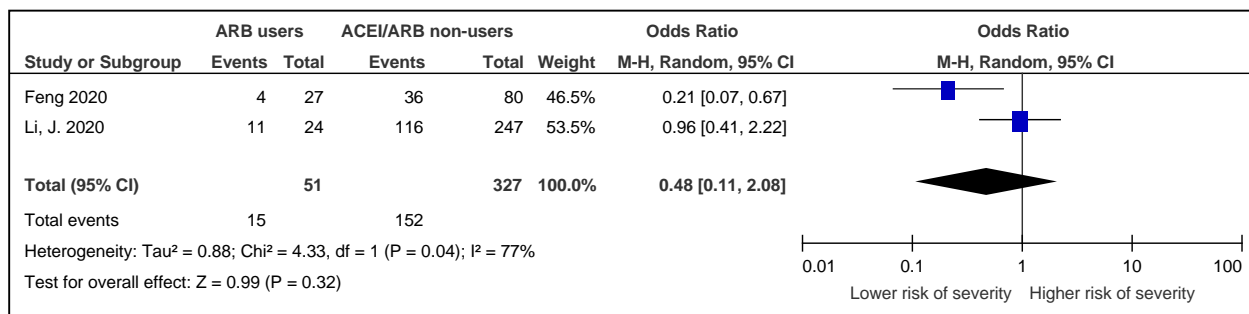 ARB users ACEI/ARB non-users Odds Ratio Odds Ratio
Study or Subgroup Events Total Events Total Weight M-H, Random, 95% CI M-H, Random, 95% CI
Feng 2020 4 27 36 80 46.5% 0.21 [0.07, 0.67]
Li, J. 2020 11 24 116 247 53.5% 0.96 [0.41, 2.22]
Total (95% CI) 51 327 100.0% 0.48 [0.11, 2.08]
Total events 15 152
Heterogeneity: Tau² = 0.88; Chi² = 4.33, df = 1 (P = 0.04); I² = 77%
Test for overall effect: Z = 0.99 (P = 0.32)
0.01 0.1 1 10 100
Lower risk of severity Higher risk of severity